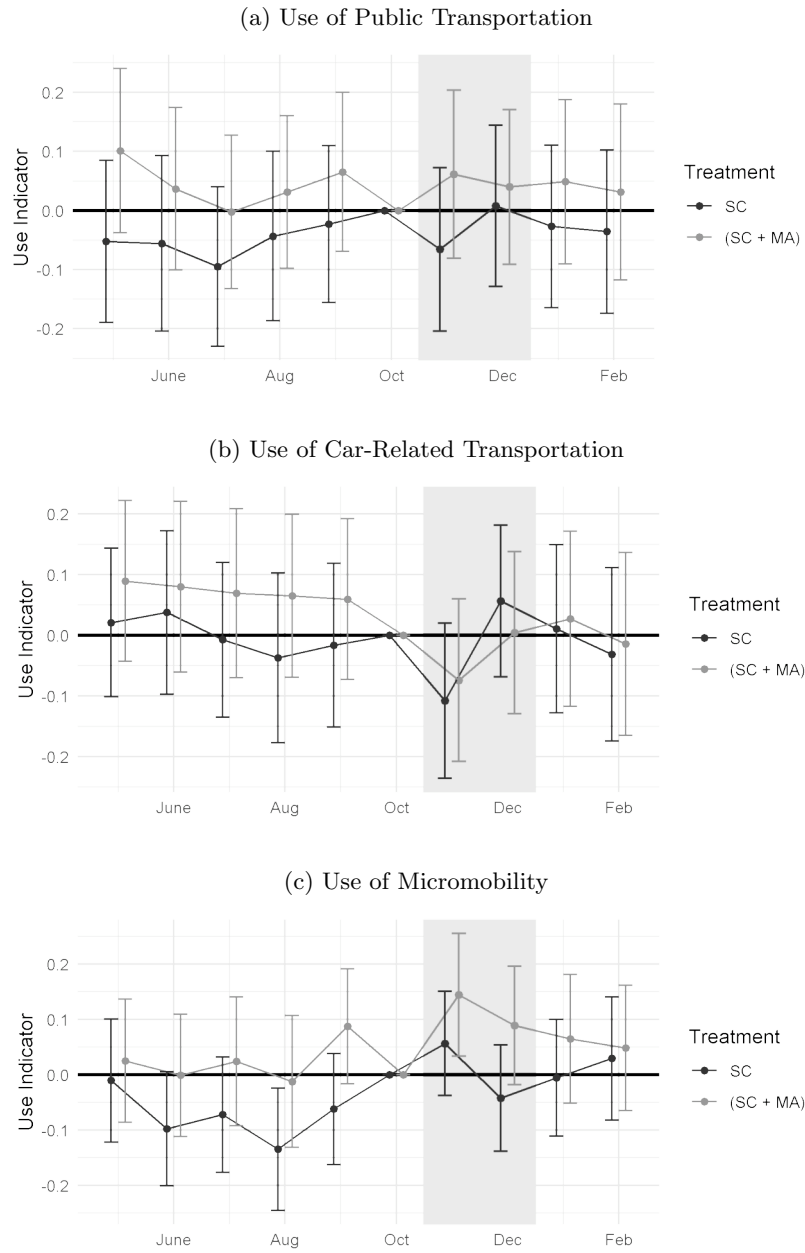 (a) Use of Public Transportation
0.2
0.1
0.0
-0.1
-0.2
Use Indicator
June Aug Oct Dec Feb
Treatment
SC
(SC + MA)
(b) Use of Car-Related Transportation
0.2
0.1
0.0
-0.1
-0.2
Use Indicator
June Aug Oct Dec Feb
Treatment
SC
(SC + MA)
(c) Use of Micromobility
0.2
0.1
0.0
-0.1
-0.2
Use Indicator
June Aug Oct Dec Feb
Treatment
SC
(SC + MA)